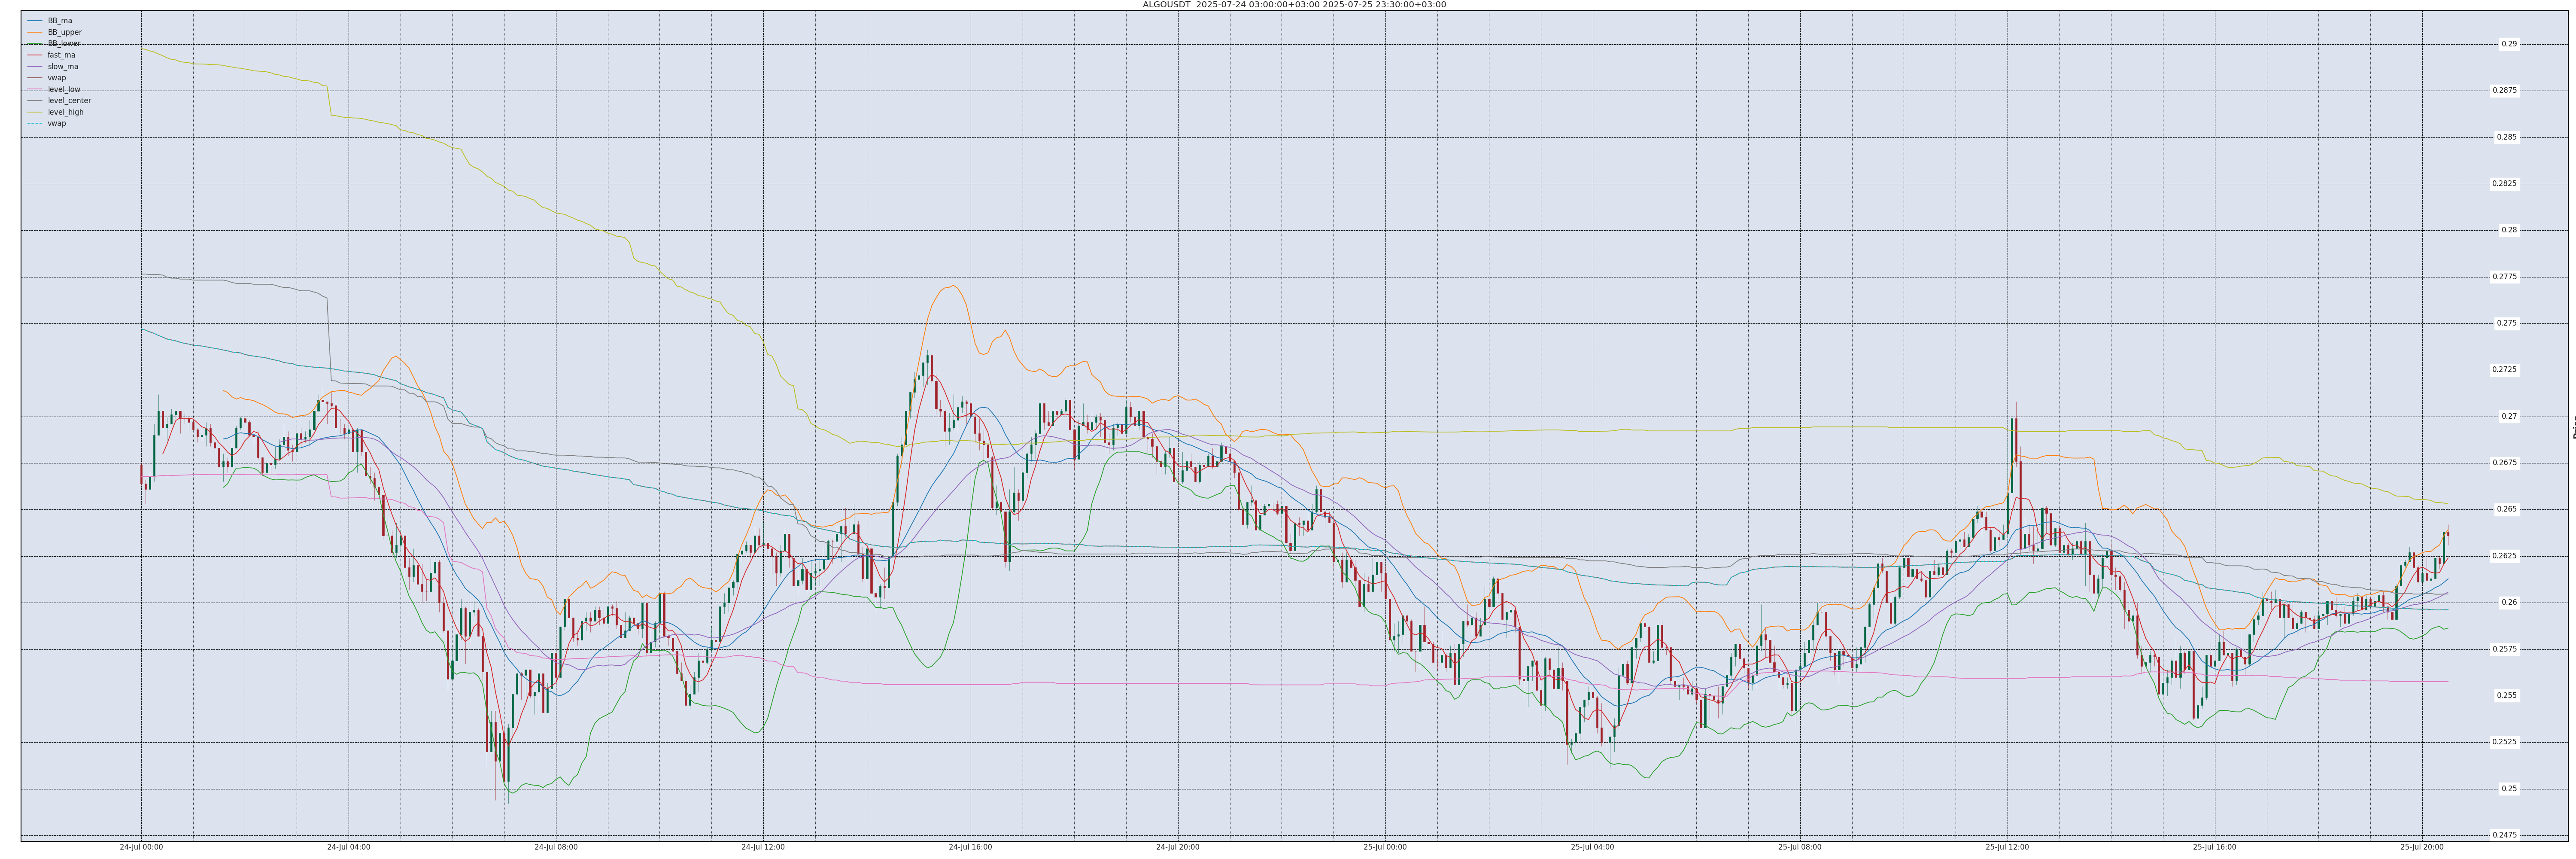 ALGOUSDT  2025-07-24 03:00:00+03:00 2025-07-25 23:30:00+03:00
BB_ma
BB_upper
BB_lower
fast_ma
slow_ma
vwap
level_low
level_center
level_high
vwap
0.29
0.2875
0.285
0.2825
0.28
0.2775
0.275
0.2725
0.27
0.2675
0.265
0.2625
0.26
0.2575
0.255
0.2525
0.25
0.2475
24-Jul 00:00
24-Jul 04:00
24-Jul 08:00
24-Jul 12:00
24-Jul 16:00
24-Jul 20:00
25-Jul 00:00
25-Jul 04:00
25-Jul 08:00
25-Jul 12:00
25-Jul 16:00
25-Jul 20:00